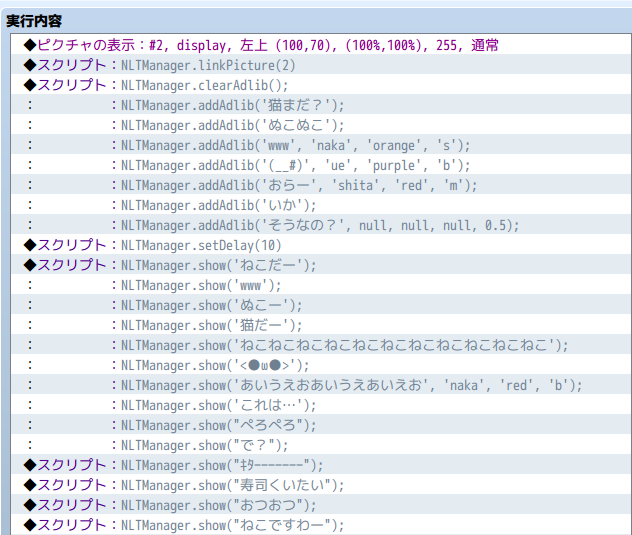 実行内容
◆ピクチャの表示：#2, display, 左上 (100,70), (100%,100%), 255, 通常
◆スクリプト：NLTManager.linkPicture(2)
◆スクリプト：NLTManager.clearAdlib();
：　　　　　：NLTManager.addAdlib('猫まだ？');
：　　　　　：NLTManager.addAdlib('ぬこぬこ');
：　　　　　：NLTManager.addAdlib('www', 'naka', 'orange', 's');
：　　　　　：NLTManager.addAdlib('(__#)', 'ue', 'purple', 'b');
：　　　　　：NLTManager.addAdlib('おらー', 'shita', 'red', 'm');
：　　　　　：NLTManager.addAdlib('いか');
：　　　　　：NLTManager.addAdlib('そうなの？', null, null, null, 0.5);
◆スクリプト：NLTManager.setDelay(10)
◆スクリプト：NLTManager.show('ねこだー');
：　　　　　：NLTManager.show('www');
：　　　　　：NLTManager.show('ぬこー');
：　　　　　：NLTManager.show('猫だー');
：　　　　　：NLTManager.show('ねこねこねこねこねこねこねこねこねこねこねこ');
：　　　　　：NLTManager.show('<●ω●>');
：　　　　　：NLTManager.show('あいうえおあいうえあいえお', 'naka', 'red', 'b');
：　　　　　：NLTManager.show('これは…');
：　　　　　：NLTManager.show("ぺろぺろ");
：　　　　　：NLTManager.show("で？");
◆スクリプト：NLTManager.show("ｷﾀ-------");
◆スクリプト：NLTManager.show("寿司くいたい");
◆スクリプト：NLTManager.show("おつおつ");
◆スクリプト：NLTManager.show("ねこですわー");